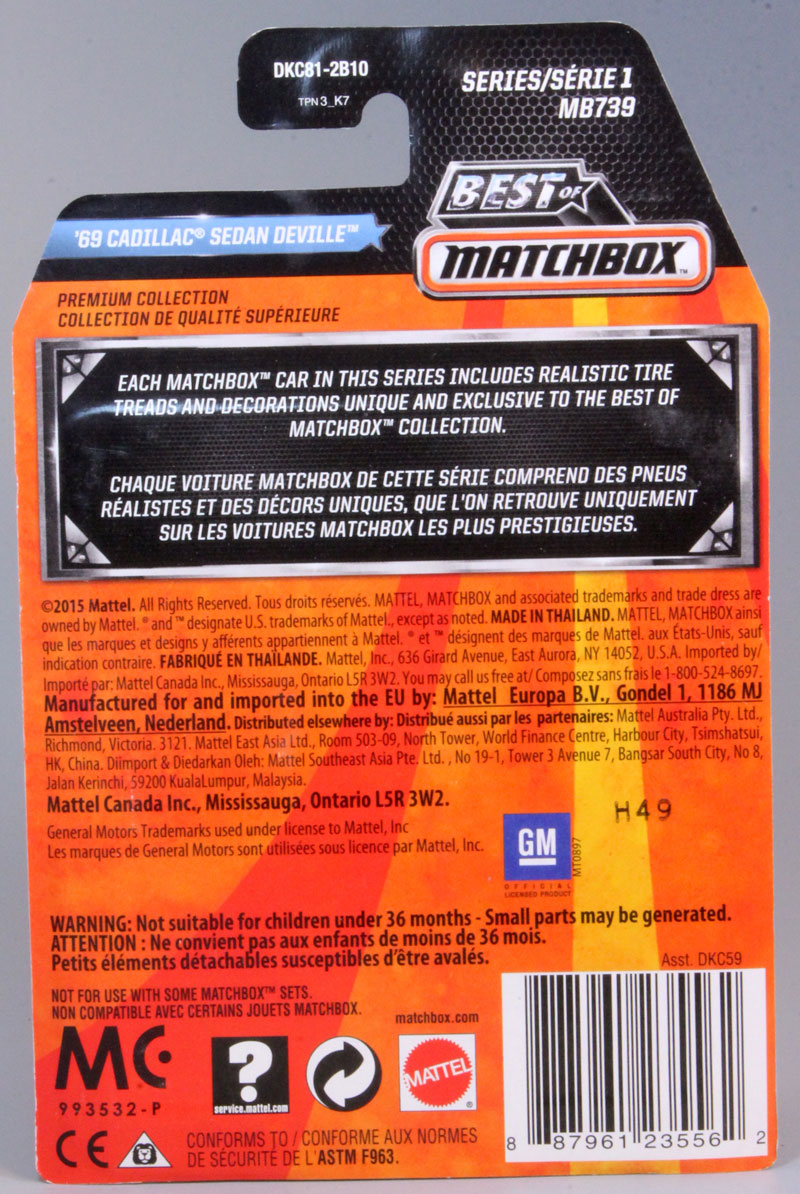 DKC81-2B10
TPN3_K7
SERIES/SÉRIE 1
MB739
BEST OF
MATCHBOX™
'69 CADILLAC® SEDAN DEVILLE™
PREMIUM COLLECTION
COLLECTION DE QUALITÉ SUPÉRIEURE
EACH MATCHBOX™ CAR IN THIS SERIES INCLUDES REALISTIC TIRE
TREADS AND DECORATIONS UNIQUE AND EXCLUSIVE TO THE BEST OF
MATCHBOX™ COLLECTION.
CHAQUE VOITURE MATCHBOX DE CETTE SÉRIE COMPREND DES PNEUS
RÉALISTES ET DES DÉCORS UNIQUES, QUE L'ON RETROUVE UNIQUEMENT
SUR LES VOITURES MATCHBOX LES PLUS PRESTIGIEUSES.
©2015 Mattel. All Rights Reserved. Tous droits réservés. MATTEL, MATCHBOX and associated trademarks and trade dress are
owned by Mattel. ® and ™ designate U.S. trademarks of Mattel., except as noted. MADE IN THAILAND. MATTEL, MATCHBOX ainsi
que les marques et designs y afférents appartiennent à Mattel. ® et ™ désignent des marques de Mattel. aux États-Unis, sauf
indication contraire. FABRIQUÉ EN THAÏLANDE. Mattel, Inc., 636 Girard Avenue, East Aurora, NY 14052, U.S.A. Imported by/
Importé par: Mattel Canada Inc., Mississauga, Ontario L5R 3W2. You may call us free at/ Composez sans frais le 1-800-524-8697.
Manufactured for and imported into the EU by: Mattel Europa B.V., Gondel 1, 1186 MJ
Amstelveen, Nederland. Distributed elsewhere by: Distribué aussi par les partenaires: Mattel Australia Pty. Ltd.,
Richmond, Victoria. 3121. Mattel East Asia Ltd., Room 503-09, North Tower, World Finance Centre, Harbour City, Tsimshatsui,
HK, China. Diimport & Diedarkan Oleh: Mattel Southeast Asia Pte. Ltd. , No 19-1, Tower 3 Avenue 7, Bangsar South City, No 8,
Jalan Kerinchi, 59200 KualaLumpur, Malaysia.
Mattel Canada Inc., Mississauga, Ontario L5R 3W2.
General Motors Trademarks used under license to Mattel, Inc
Les marques de General Motors sont utilisées sous licence par Mattel, Inc.
H49
GM
MT0897
OFFICIAL
LICENSED PRODUCT
WARNING: Not suitable for children under 36 months - Small parts may be generated.
ATTENTION : Ne convient pas aux enfants de moins de 36 mois.
Petits éléments détachables susceptibles d'être avalés.
Asst. DKC59
NOT FOR USE WITH SOME MATCHBOX™ SETS.
NON COMPATIBLE AVEC CERTAINS JOUETS MATCHBOX.
matchbox.com
MC
993532-P
?
service.mattel.com
MATTEL®
CE
CONFORMS TO / CONFORME AUX NORMES
DE SÉCURITÉ DE L'ASTM F963.
8 87961 23556 2